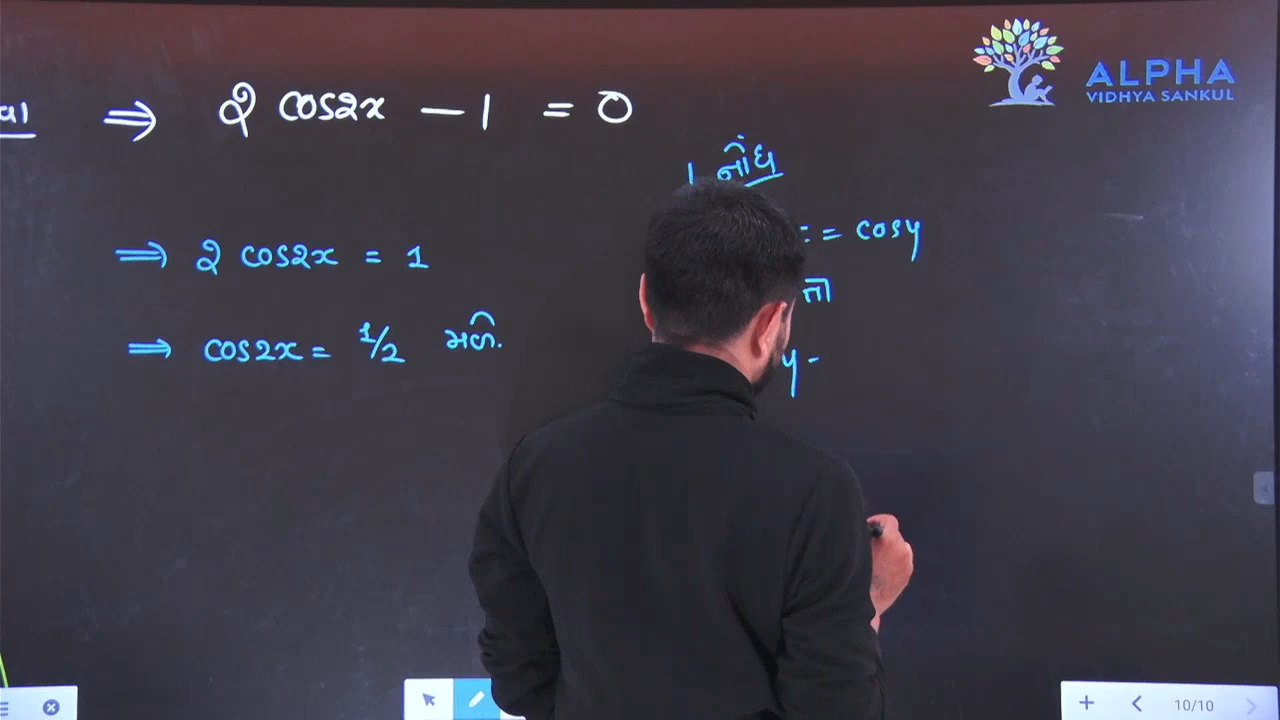 ALPHA
VIDHYA SANKUL
⇒ 2 cos2x - 1 = 0
નોંધ
⇒ 2 cos2x = 1
= cosy
તો
⇒ cos2x = 1/2 મળે.
y -
10/10